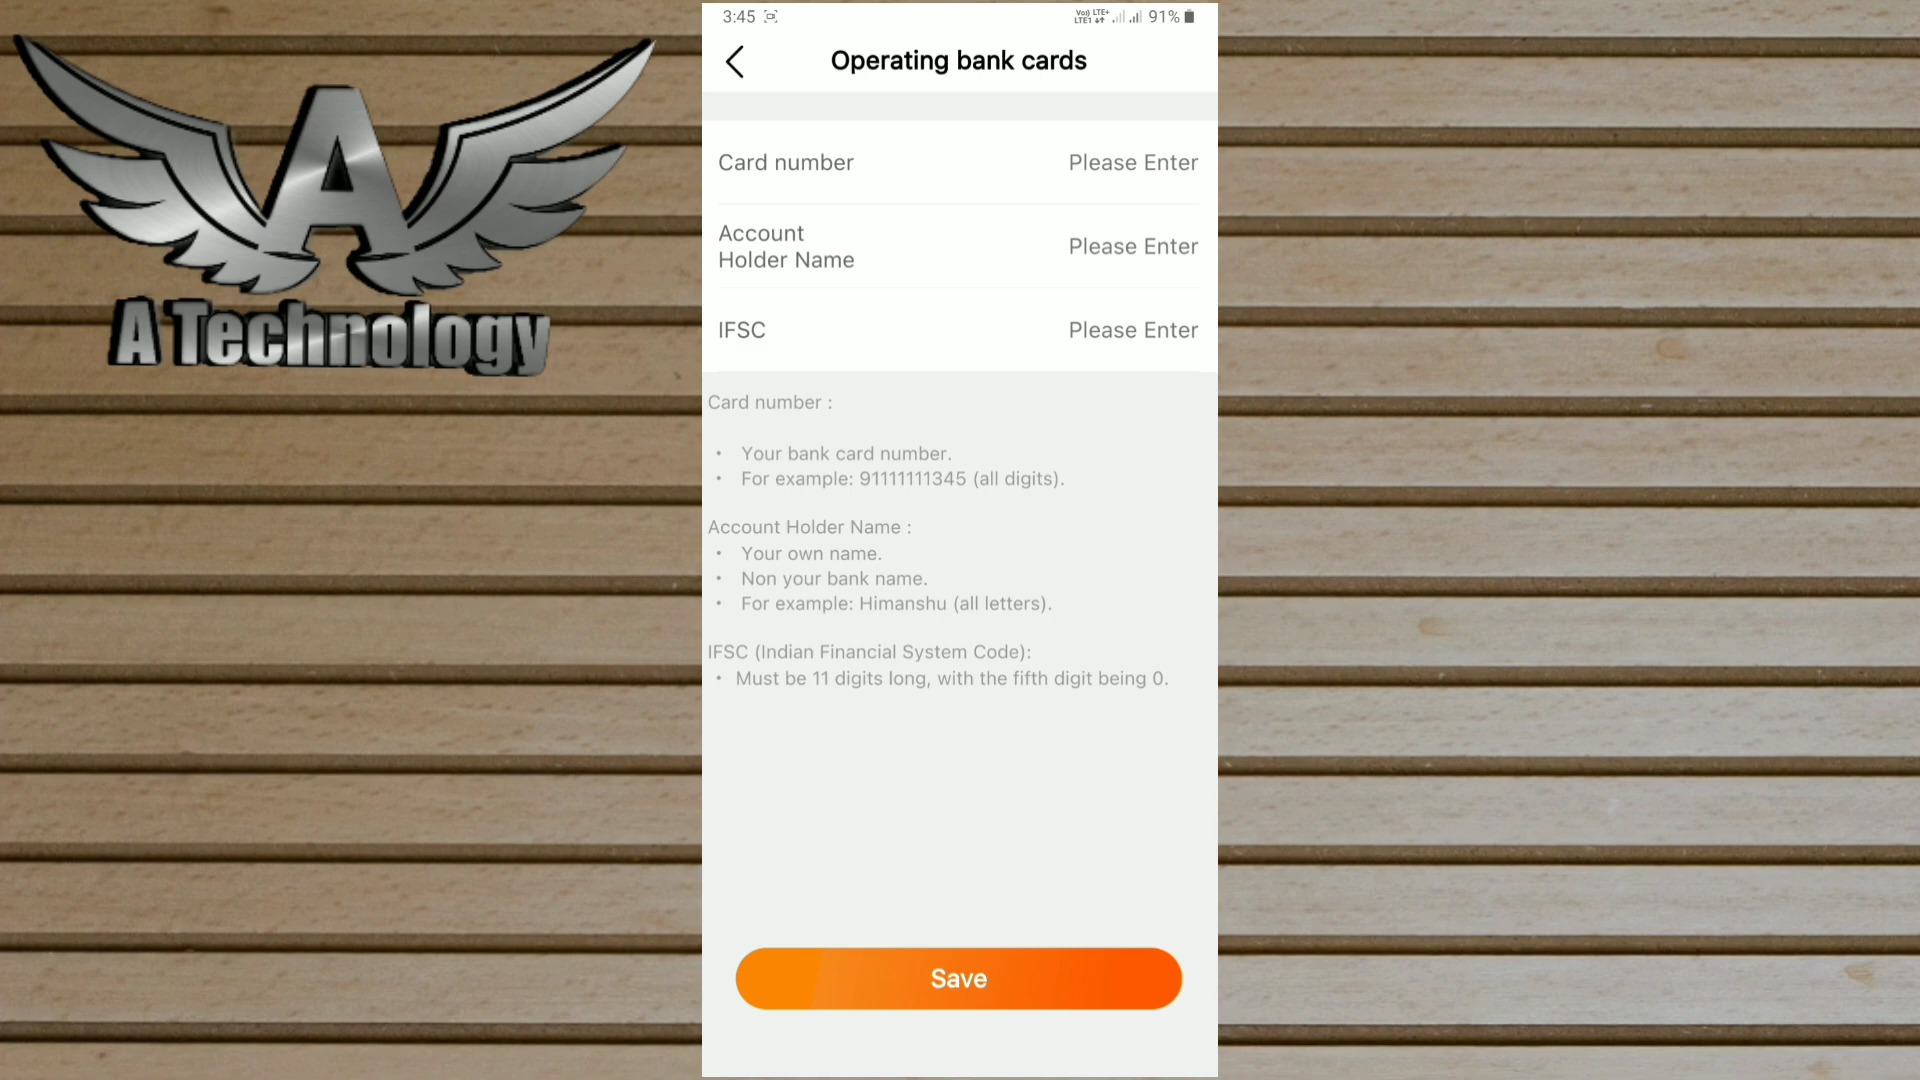 A Technology
3:45
Vo) LTE+
LTE1
91%
Operating bank cards
Card number
Please Enter
Account
Holder Name
Please Enter
IFSC
Please Enter
Card number :
• Your bank card number.
• For example: 91111111345 (all digits).
Account Holder Name :
• Your own name.
• Non your bank name.
• For example: Himanshu (all letters).
IFSC (Indian Financial System Code):
• Must be 11 digits long, with the fifth digit being 0.
Save